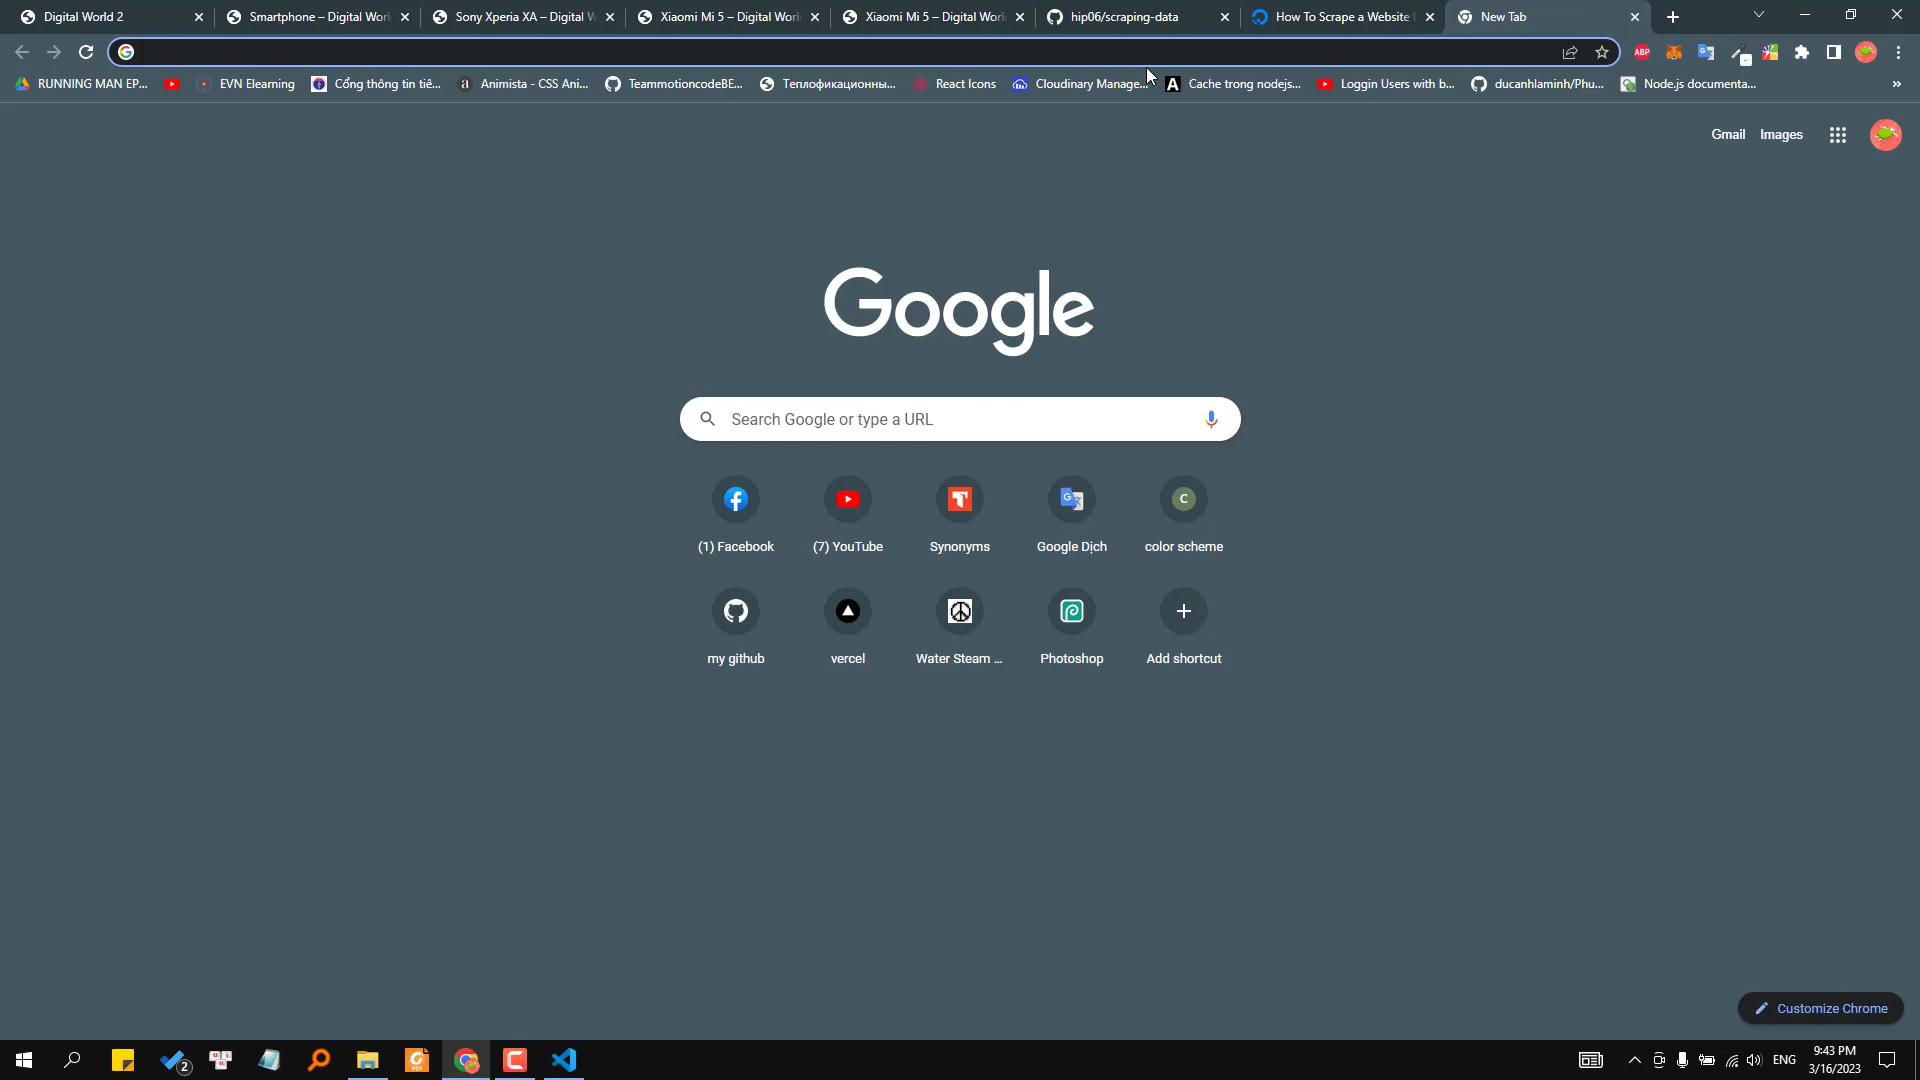 Digital World 2
Smartphone – Digital Worl
Sony Xperia XA – Digital W
Xiaomi Mi 5 – Digital Worl
Xiaomi Mi 5 – Digital Worl
hip06/scraping-data
How To Scrape a Website
New Tab
ABP
RUNNING MAN EP...
EVN Elearning
Cổng thông tin tiê...
a
Animista - CSS Ani...
TeammotioncodeBE...
Теплофикационны...
React Icons
Cloudinary Manage...
A
Cache trong nodejs...
Loggin Users with b...
ducanhlaminh/Phu...
Node.js documenta...
»
Gmail
Images
Google
Search Google or type a URL
C
(1) Facebook
(7) YouTube
Synonyms
Google Dịch
color scheme
my github
vercel
Water Steam ...
Photoshop
Add shortcut
Customize Chrome
2
ENG
9:43 PM
3/16/2023